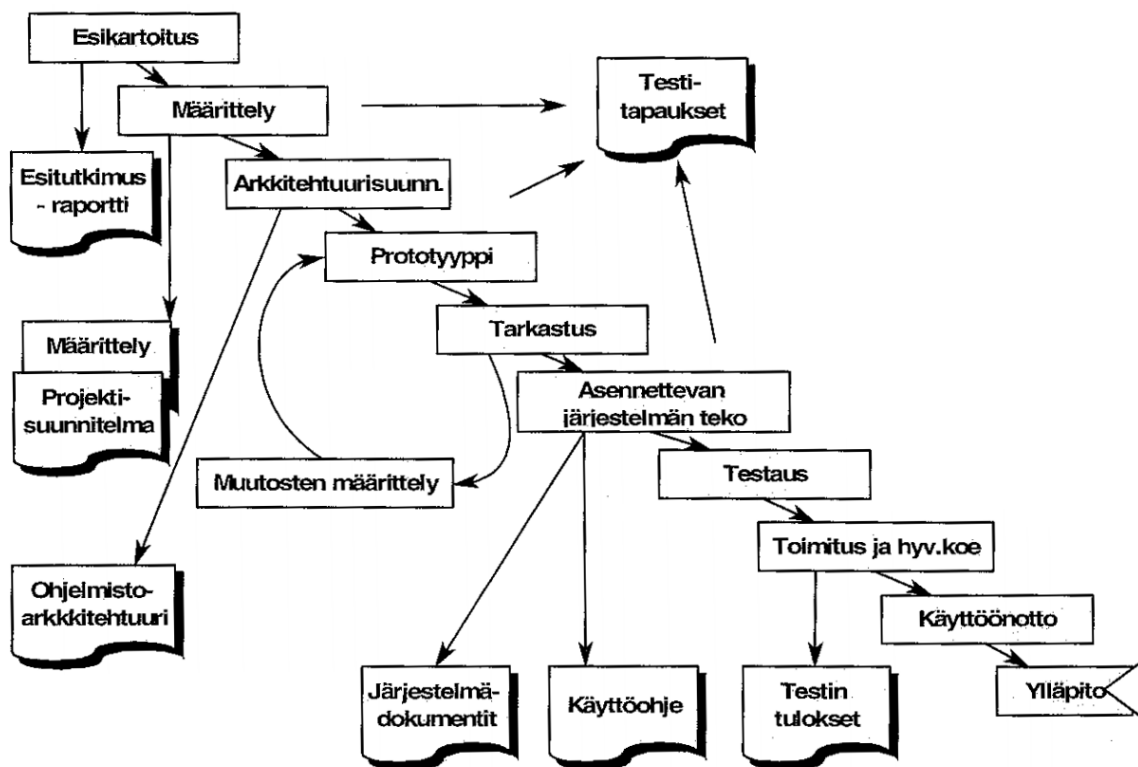 Esikartoitus
Testi-
tapaukset
Määrittely
Arkkitehtuurisuunn.
Esitutkimus
- raportti
Prototyyppi
Tarkastus
Määrittely
Projekti-
suunnitelma
Asennettevan
järjestelmän teko
Muutosten määrittely
Testaus
Toimitus ja hyv.koe
Ohjelmisto-
arkkkitehtuuri
Käyttöönotto
Järjestelmä-
dokumentit
Käyttöohje
Testin
tulokset
Ylläpito